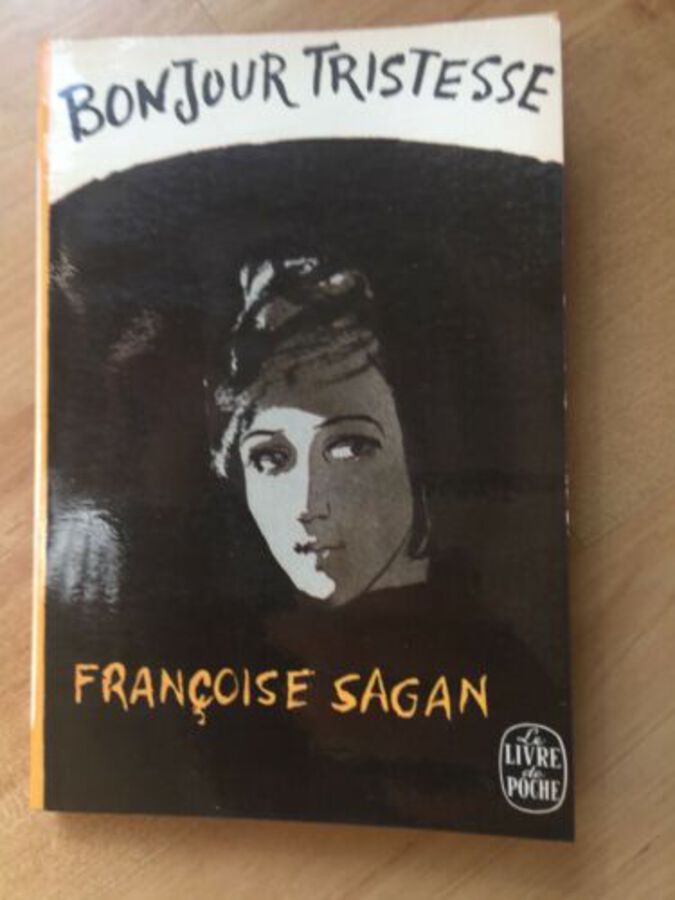 BONJOUR TRISTESSE
FRANÇOISE SAGAN
Le
LIVRE
de
POCHE